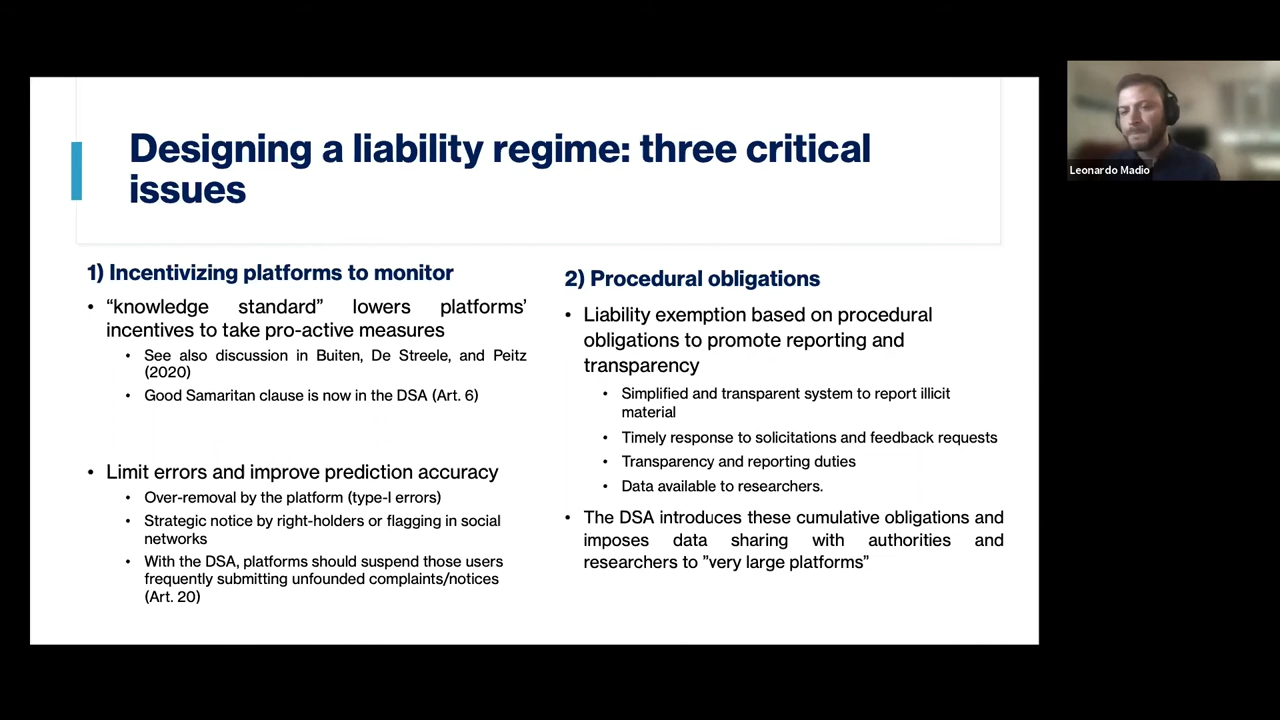 Designing a liability regime: three critical
issues
1) Incentivizing platforms to monitor
• “knowledge standard” lowers platforms’
incentives to take pro-active measures
• See also discussion in Buiten, De Streele, and Peitz
(2020)
• Good Samaritan clause is now in the DSA (Art. 6)
• Limit errors and improve prediction accuracy
• Over-removal by the platform (type-I errors)
• Strategic notice by right-holders or flagging in social
networks
• With the DSA, platforms should suspend those users
frequently submitting unfounded complaints/notices
(Art. 20)
2) Procedural obligations
• Liability exemption based on procedural
obligations to promote reporting and
transparency
• Simplified and transparent system to report illicit
material
• Timely response to solicitations and feedback requests
• Transparency and reporting duties
• Data available to researchers.
• The DSA introduces these cumulative obligations and
imposes data sharing with authorities and
researchers to ”very large platforms”
Leonardo Madio